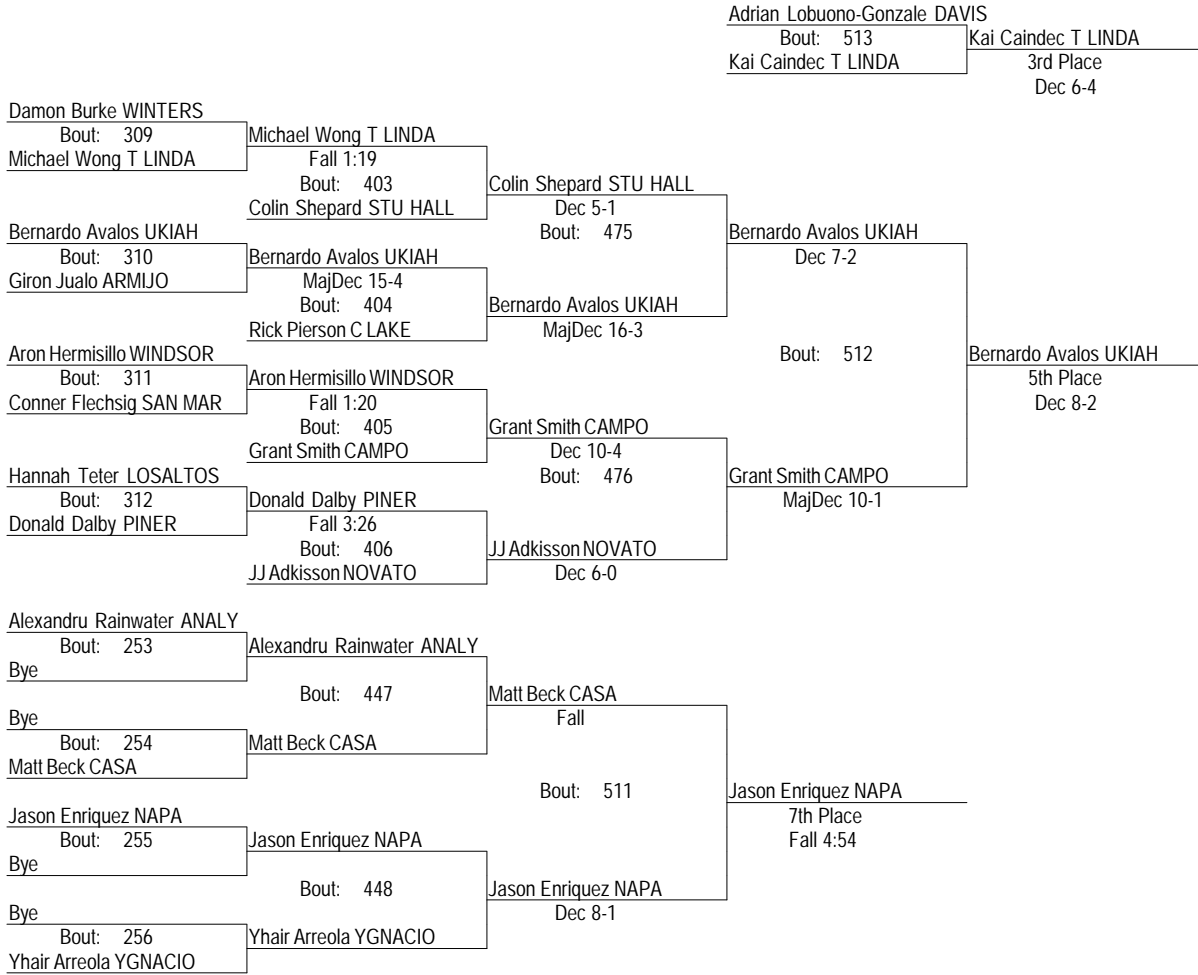 Adrian Lobuono-Gonzale DAVIS
Bout: 513
Kai Caindec T LINDA
Kai Caindec T LINDA
3rd Place
Dec 6-4
Damon Burke WINTERS
Bout: 309
Michael Wong T LINDA
Michael Wong T LINDA
Fall 1:19
Bout: 403
Colin Shepard STU HALL
Colin Shepard STU HALL
Dec 5-1
Bout: 475
Bernardo Avalos UKIAH
Bout: 310
Giron Jualo ARMIJO
Bernardo Avalos UKIAH
MajDec 15-4
Bout: 404
Rick Pierson C LAKE
Bernardo Avalos UKIAH
MajDec 16-3
Bernardo Avalos UKIAH
Dec 7-2
Bout: 512
Bernardo Avalos UKIAH
5th Place
Dec 8-2
Aron Hermisillo WINDSOR
Bout: 311
Conner Flechsig SAN MAR
Aron Hermisillo WINDSOR
Fall 1:20
Bout: 405
Grant Smith CAMPO
Grant Smith CAMPO
Dec 10-4
Bout: 476
Grant Smith CAMPO
MajDec 10-1
Hannah Teter LOSALTOS
Bout: 312
Donald Dalby PINER
Donald Dalby PINER
Fall 3:26
Bout: 406
JJ Adkisson NOVATO
JJ Adkisson NOVATO
Dec 6-0
Alexandru Rainwater ANALY
Bout: 253
Bye
Alexandru Rainwater ANALY
Bout: 447
Matt Beck CASA
Fall
Bye
Bout: 254
Matt Beck CASA
Matt Beck CASA
Bout: 511
Jason Enriquez NAPA
7th Place
Fall 4:54
Jason Enriquez NAPA
Bout: 255
Bye
Jason Enriquez NAPA
Bout: 448
Jason Enriquez NAPA
Dec 8-1
Bye
Bout: 256
Yhair Arreola YGNACIO
Yhair Arreola YGNACIO